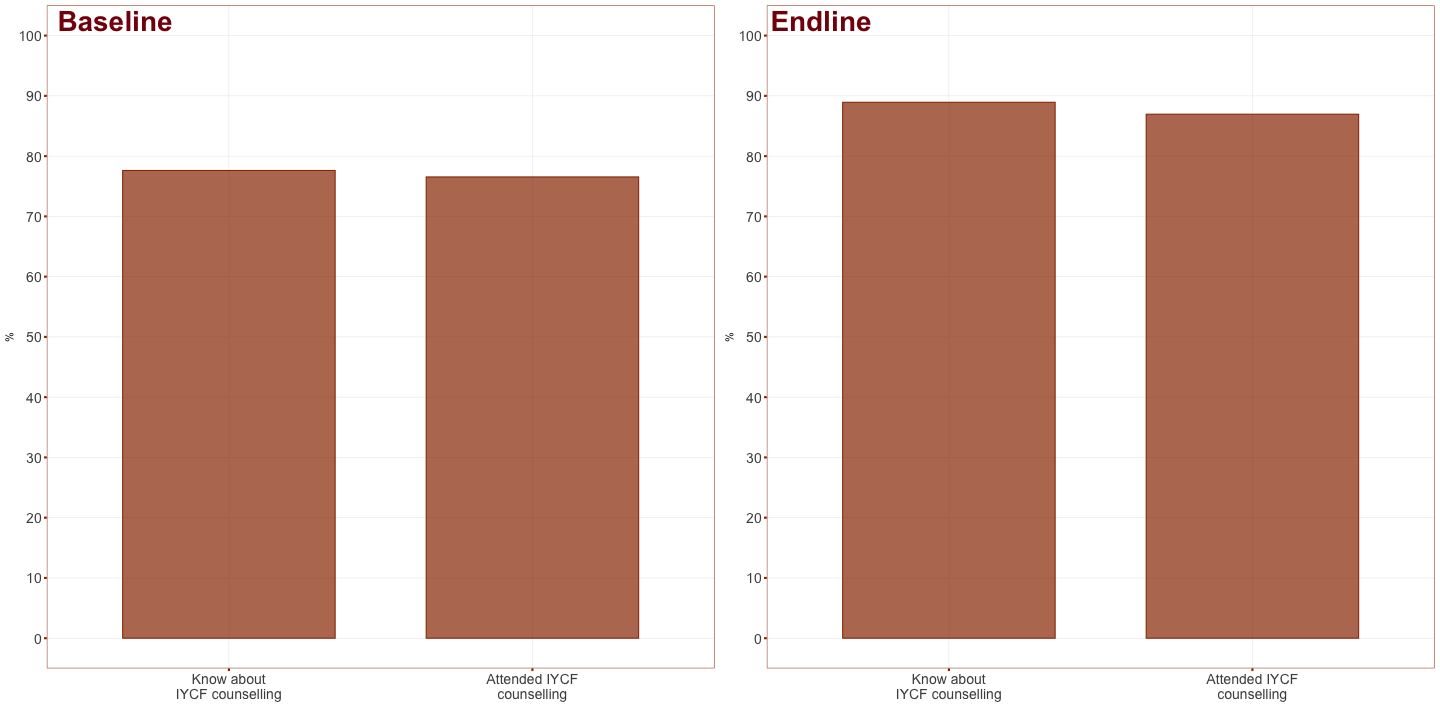 Baseline
100
90
80
70
60
50
40
30
20
10
0
%
Know about
IYCF counselling
Attended IYCF
counselling
Endline
100
90
80
70
60
50
40
30
20
10
0
%
Know about
IYCF counselling
Attended IYCF
counselling